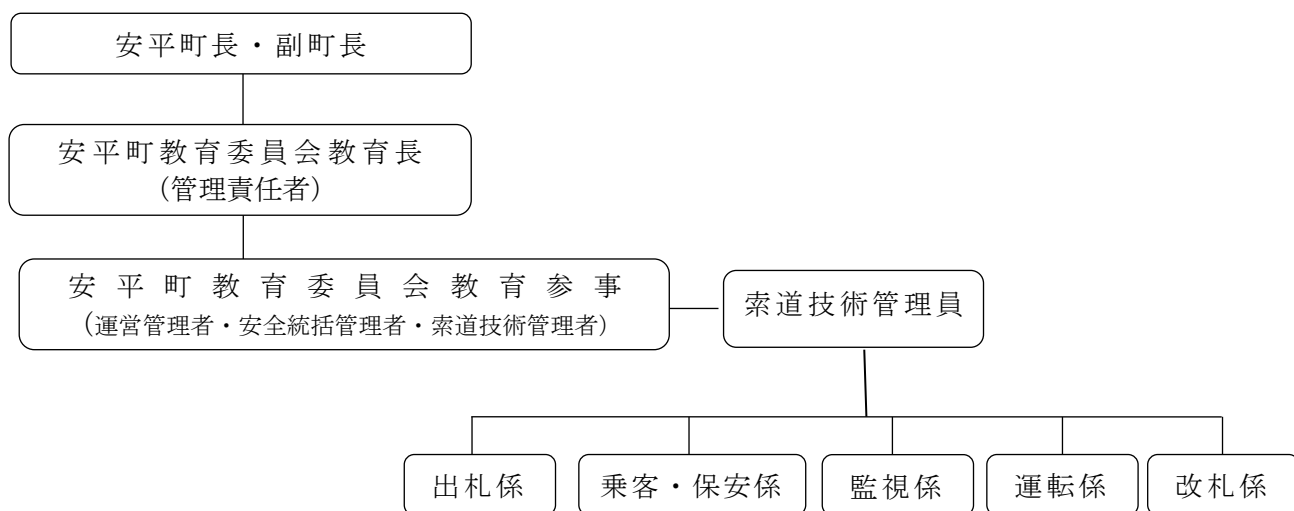 安平町長・副町長
安平町教育委員会教育長
（管理責任者）
安平町教育委員会教育参事
（運営管理者・安全統括管理者・索道技術管理者）
索道技術管理員
出札係
乗客・保安係
監視係
運転係
改札係